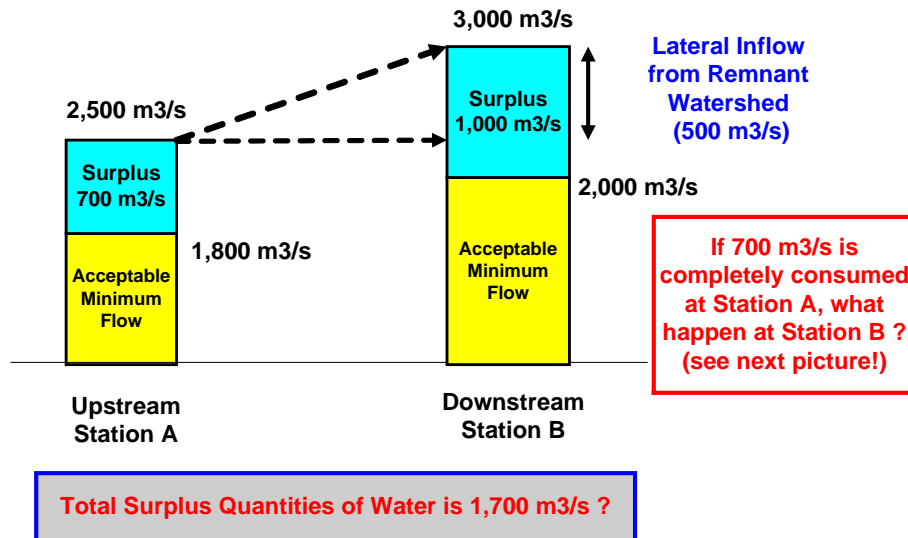 3,000 m3/s
Lateral Inflow
from Remnant
Watershed
(500 m3/s)
2,500 m3/s
Surplus
1,000 m3/s
Surplus
700 m3/s
2,000 m3/s
1,800 m3/s
Acceptable
Minimum
Flow
Acceptable
Minimum
Flow
If 700 m3/s is
completely consumed
at Station A, what
happen at Station B ?
(see next picture!)
Upstream
Station A
Downstream
Station B
Total Surplus Quantities of Water is 1,700 m3/s ?